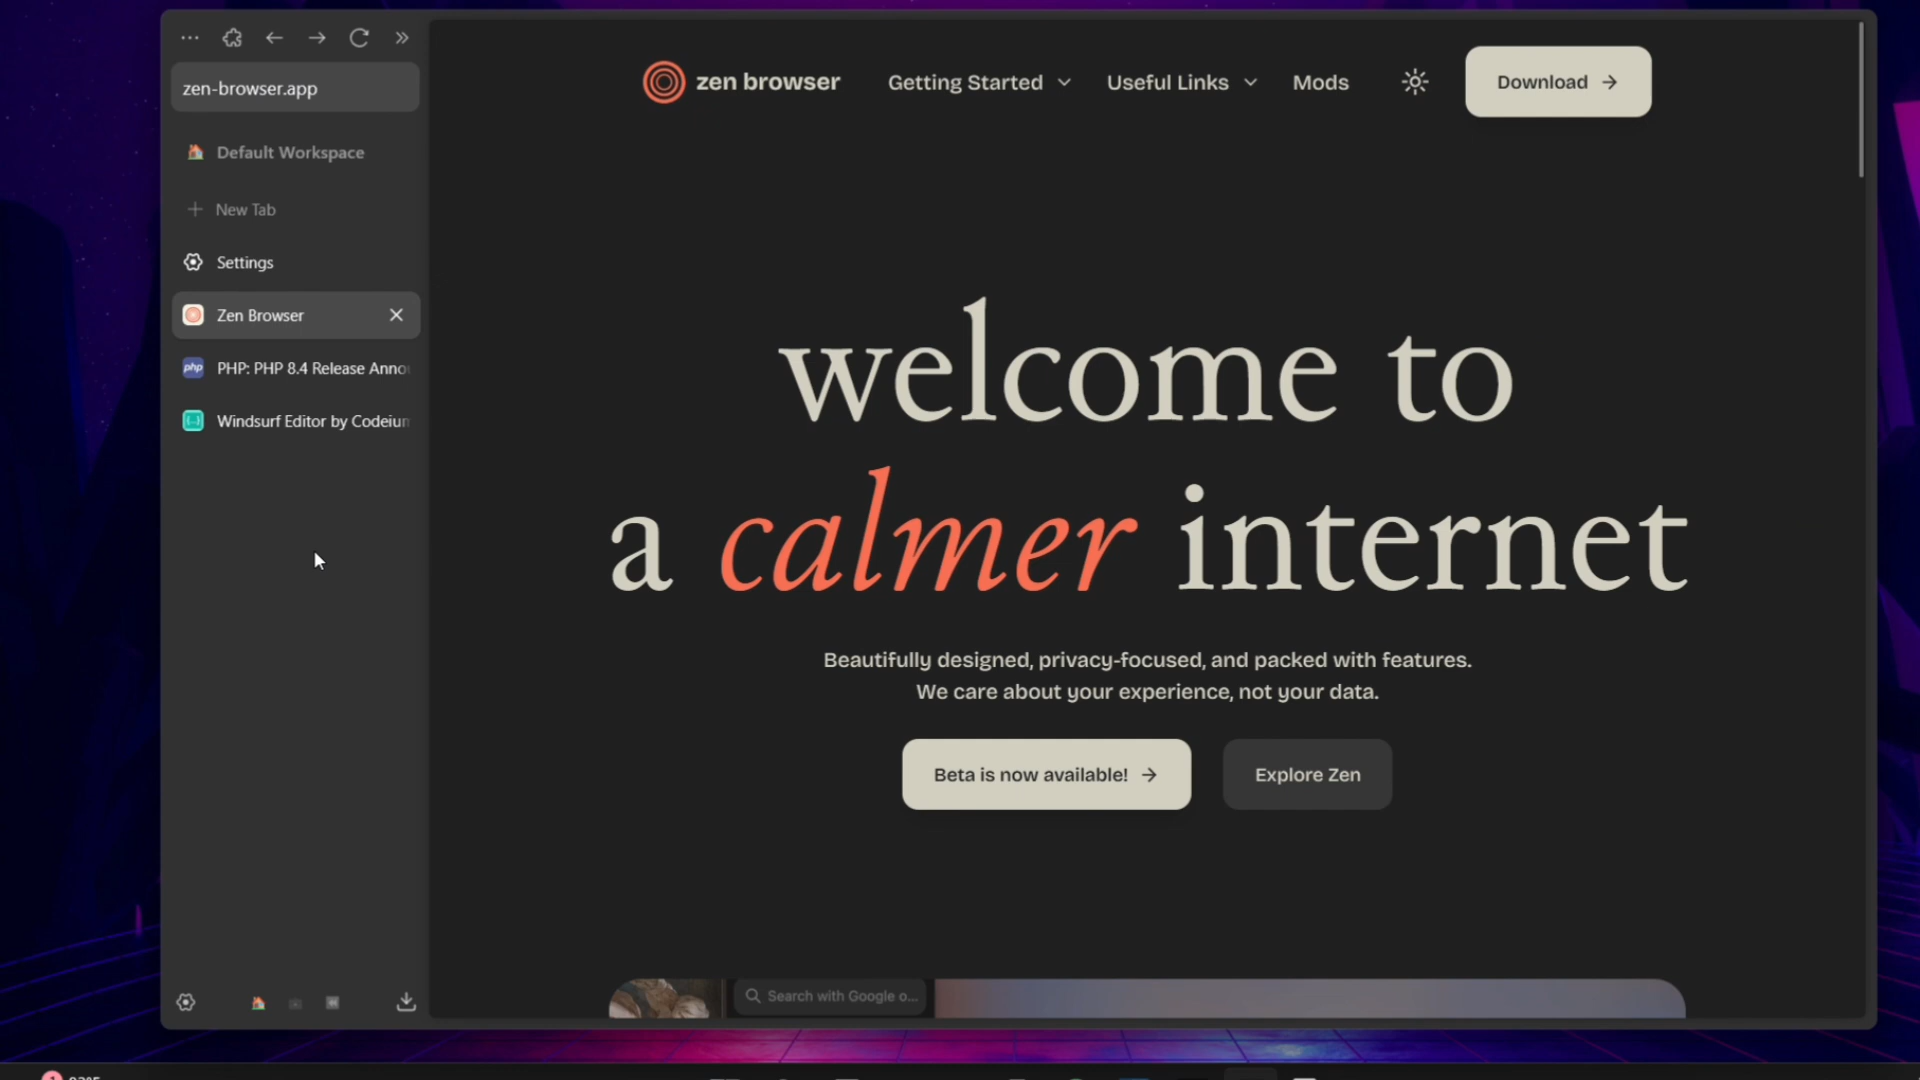 zen-browser.app
Default Workspace
New Tab
Settings
Zen Browser
php PHP: PHP 8.4 Release
Windsurf Editor by
zen browser
Getting Started
Useful Links
Mods
Download →
welcome to
a calmer internet
Beautifully designed, privacy-focused, and packed with features.
We care about your experience, not your data.
Beta is now available! →
Explore Zen
Search with Google o...